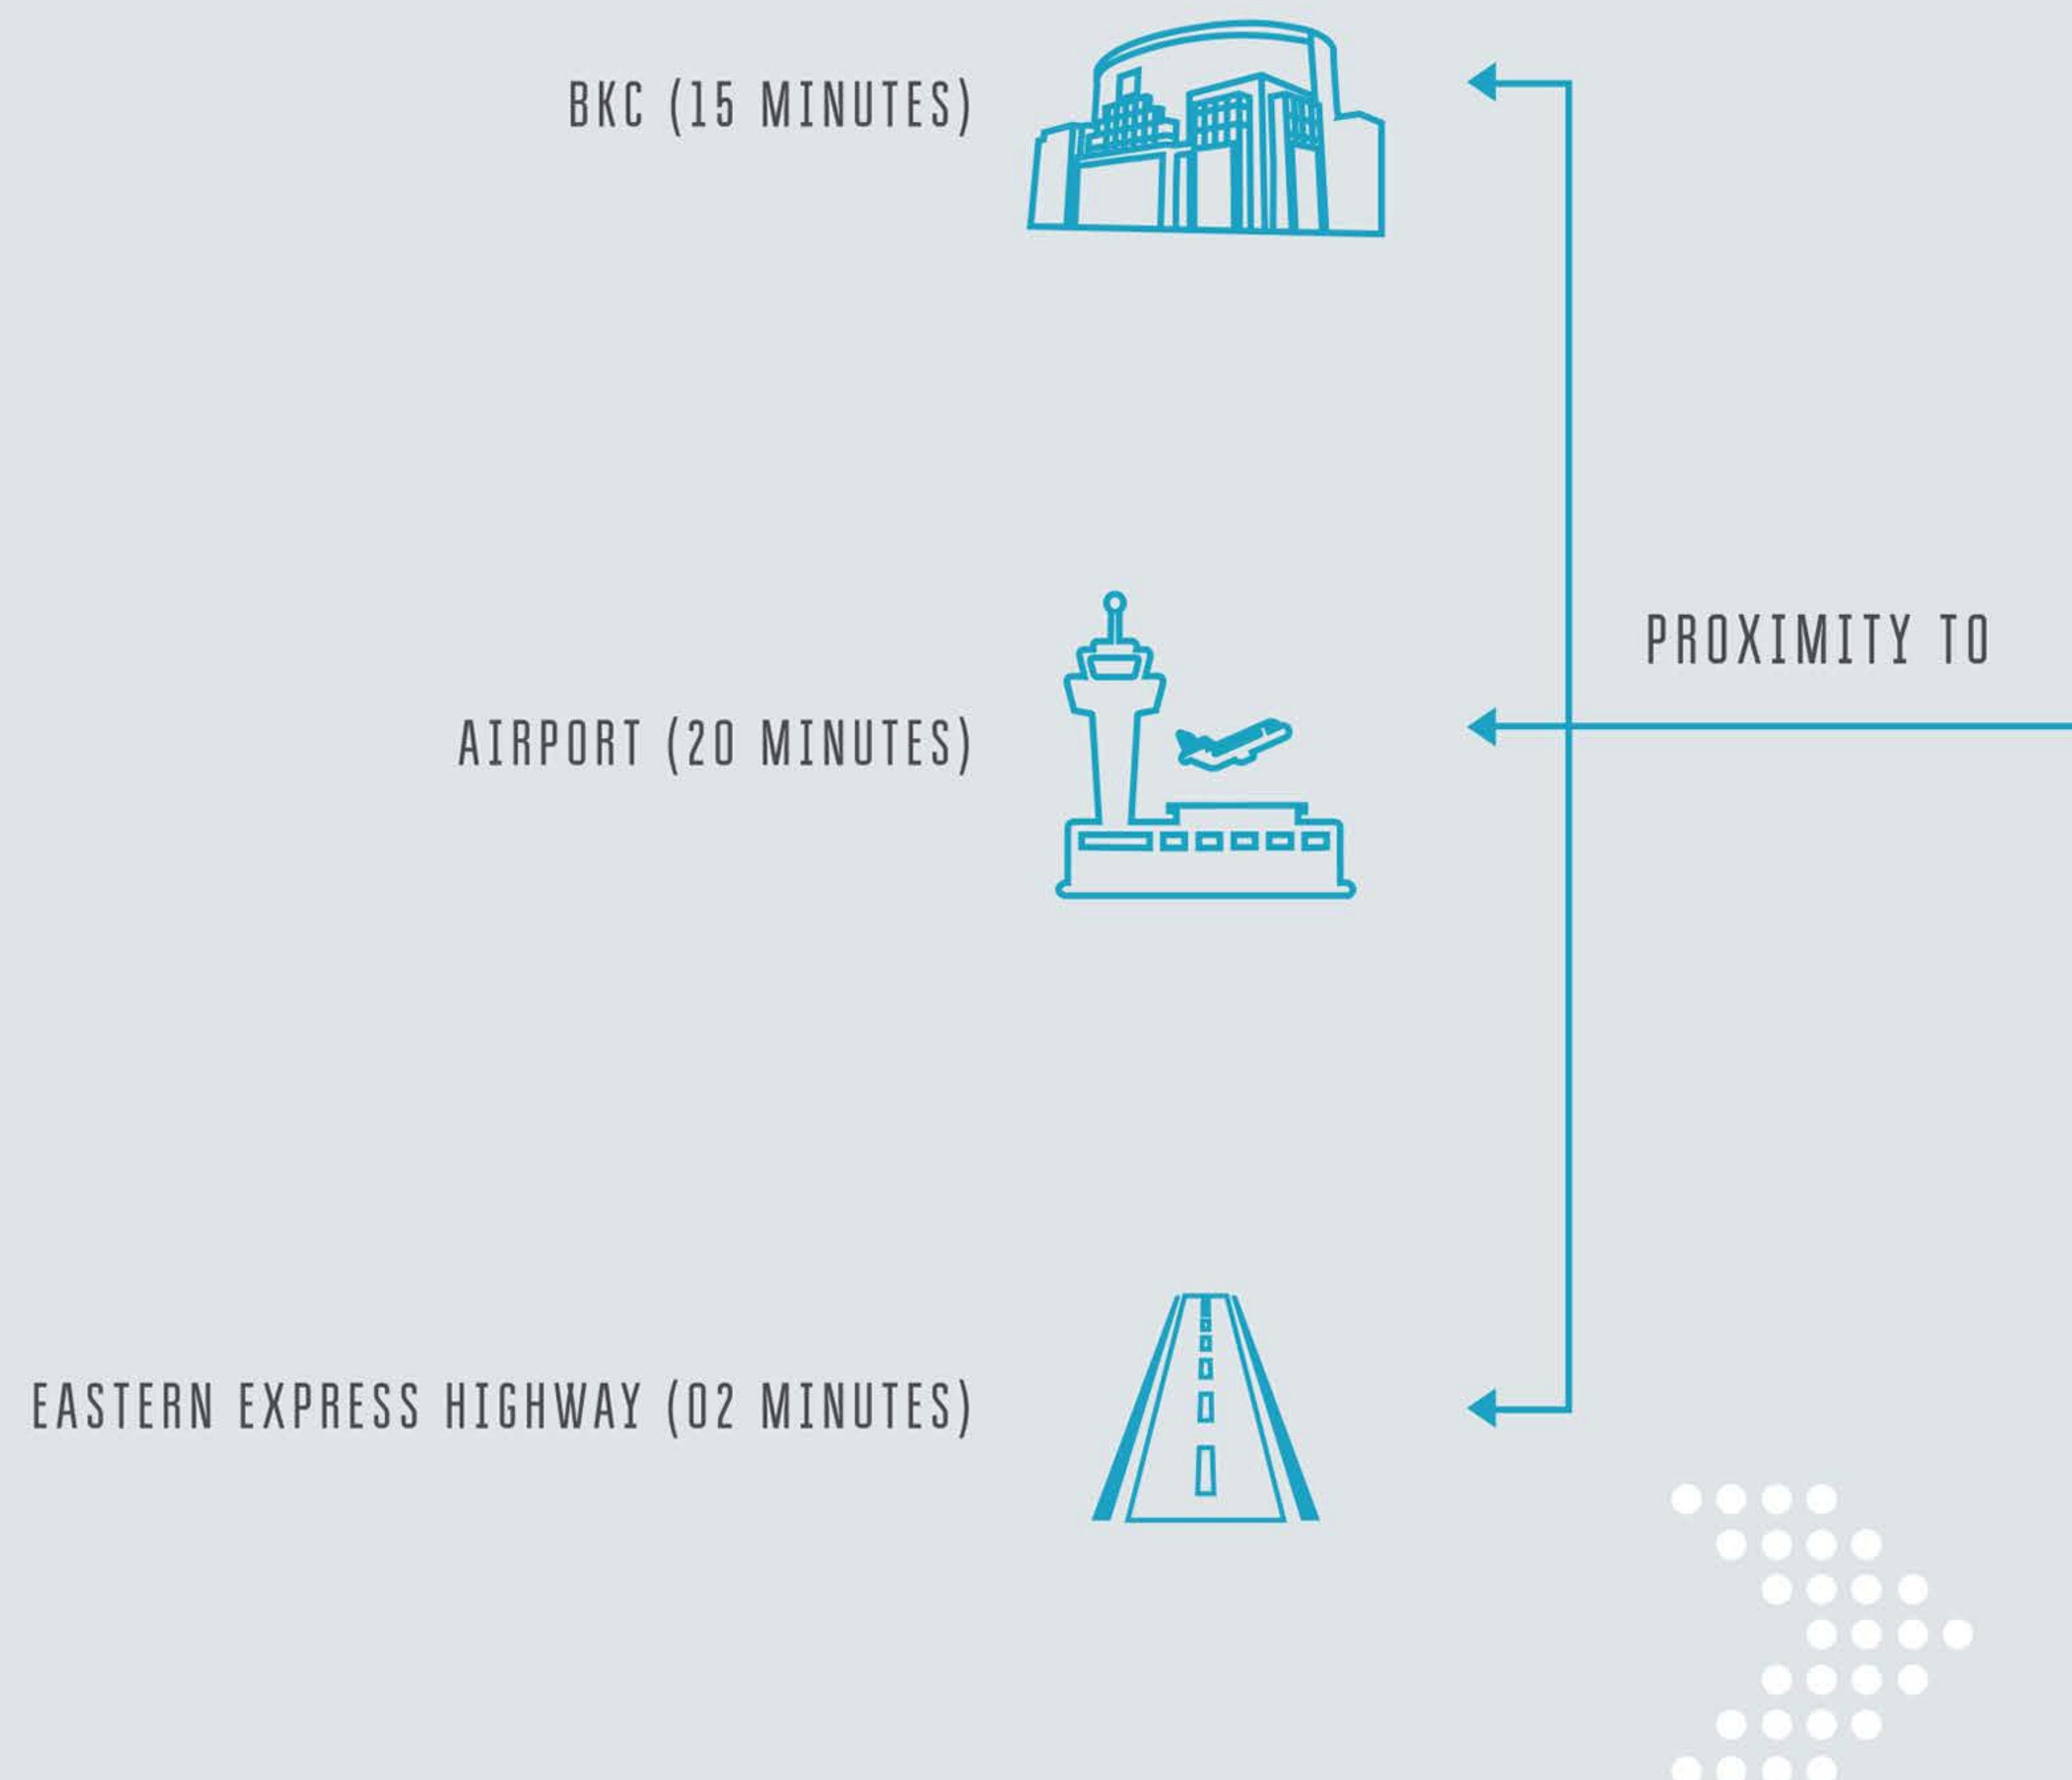 BKC (15 MINUTES)
PROXIMITY TO
AIRPORT (20 MINUTES)
EASTERN EXPRESS HIGHWAY (02 MINUTES)